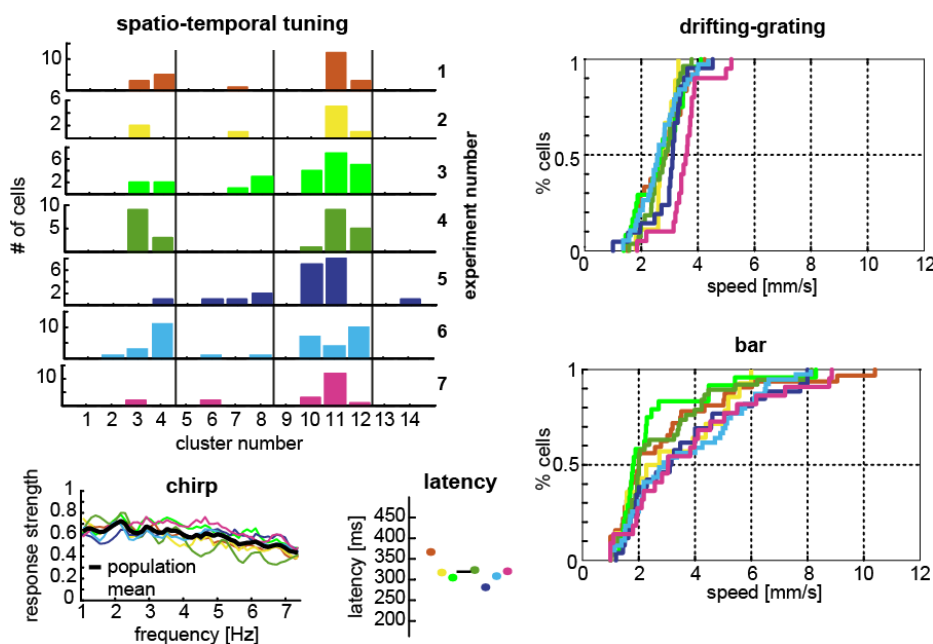 spatio-temporal tuning
10
1
6
2
2
6
2
3
10
5
4
6
2
5
10
6
10
7
1 2 3 4 5 6 7 8 9 10 11 12 13 14
cluster number
# of cells
experiment number
drifting-grating
1
0.5
0
0 2 4 6 8 10 12
% cells
speed [mm/s]
bar
1
0.5
0
0 2 4 6 8 10 12
% cells
speed [mm/s]
chirp
1
0.8
0.6
0.4
0.2
0
response strength
population
mean
1 2 3 4 5 6 7
frequency [Hz]
latency
450
400
350
300
250
200
latency [ms]